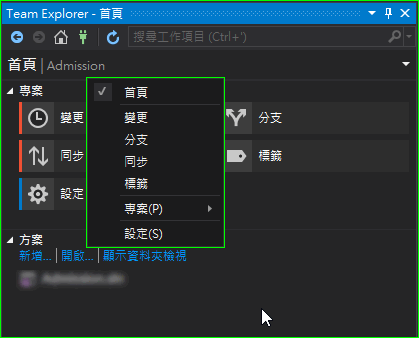 Team Explorer - 首頁
搜尋工作項目 (Ctrl+')
首頁 | Admission
專案
變更
分支
同步
標籤
設定
首頁
變更
分支
同步
標籤
專案(P)
設定(S)
方案
新增... | 開啟... | 顯示資料夾檢視